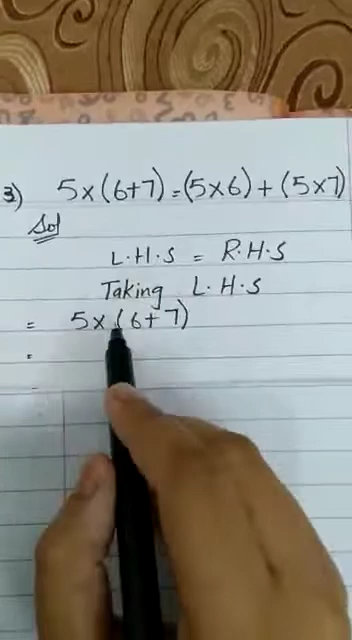 3) 5×(6+7)=(5×6)+(5×7)
Sol
L.H.S = R.H.S
Taking L.H.S
= 5×(6+7)
=
=